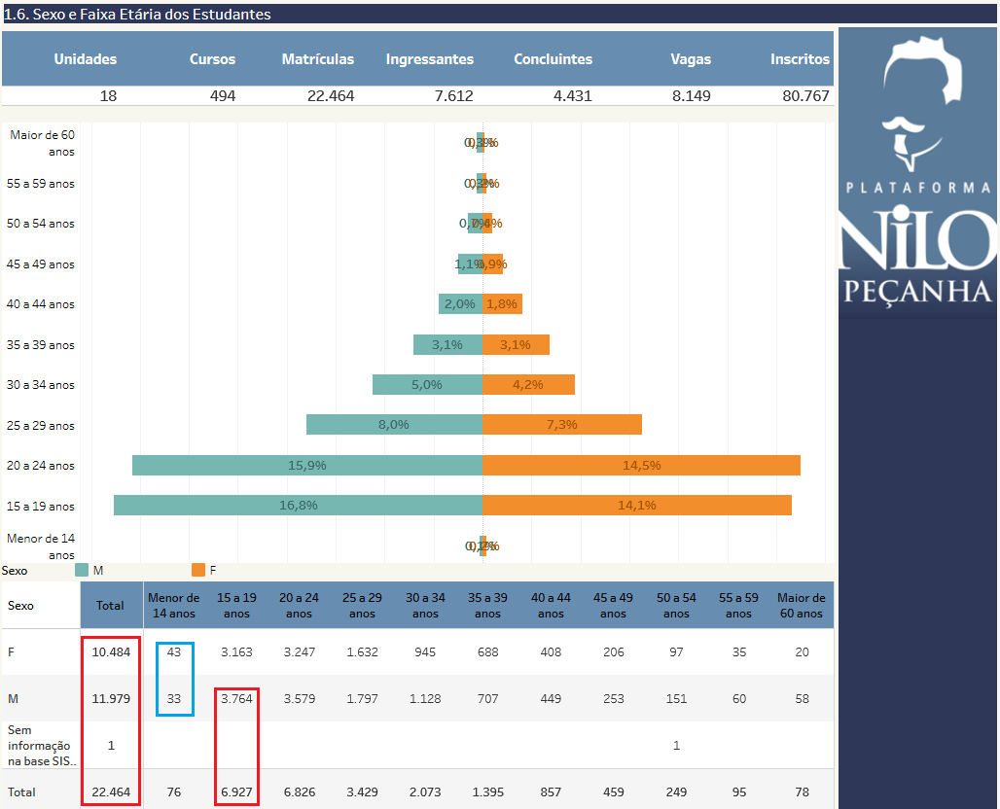 1.6. Sexo e Faixa Etária dos Estudantes
Unidades Cursos Matrículas Ingressantes Concluintes Vagas Inscritos
18 494 22.464 7.612 4.431 8.149 80.767
PLATAFORMA
NILO
PEÇANHA
Maior de 60
anos
55 a 59 anos
50 a 54 anos
45 a 49 anos 1,1% 0,9%
40 a 44 anos 2,0% 1,8%
35 a 39 anos 3,1% 3,1%
30 a 34 anos 5,0% 4,2%
25 a 29 anos 8,0% 7,3%
20 a 24 anos 15,9% 14,5%
15 a 19 anos 16,8% 14,1%
Menor de 14
anos
Sexo M F
Sexo Total Menor de 14 anos 15 a 19 anos 20 a 24 anos 25 a 29 anos 30 a 34 anos 35 a 39 anos 40 a 44 anos 45 a 49 anos 50 a 54 anos 55 a 59 anos Maior de 60 anos
F 10.484 43 3.163 3.247 1.632 945 688 408 206 97 35 20
M 11.979 33 3.764 3.579 1.797 1.128 707 449 253 151 60 58
Sem
informação 1 1
na base SIS..
Total 22.464 76 6.927 6.826 3.429 2.073 1.395 857 459 249 95 78